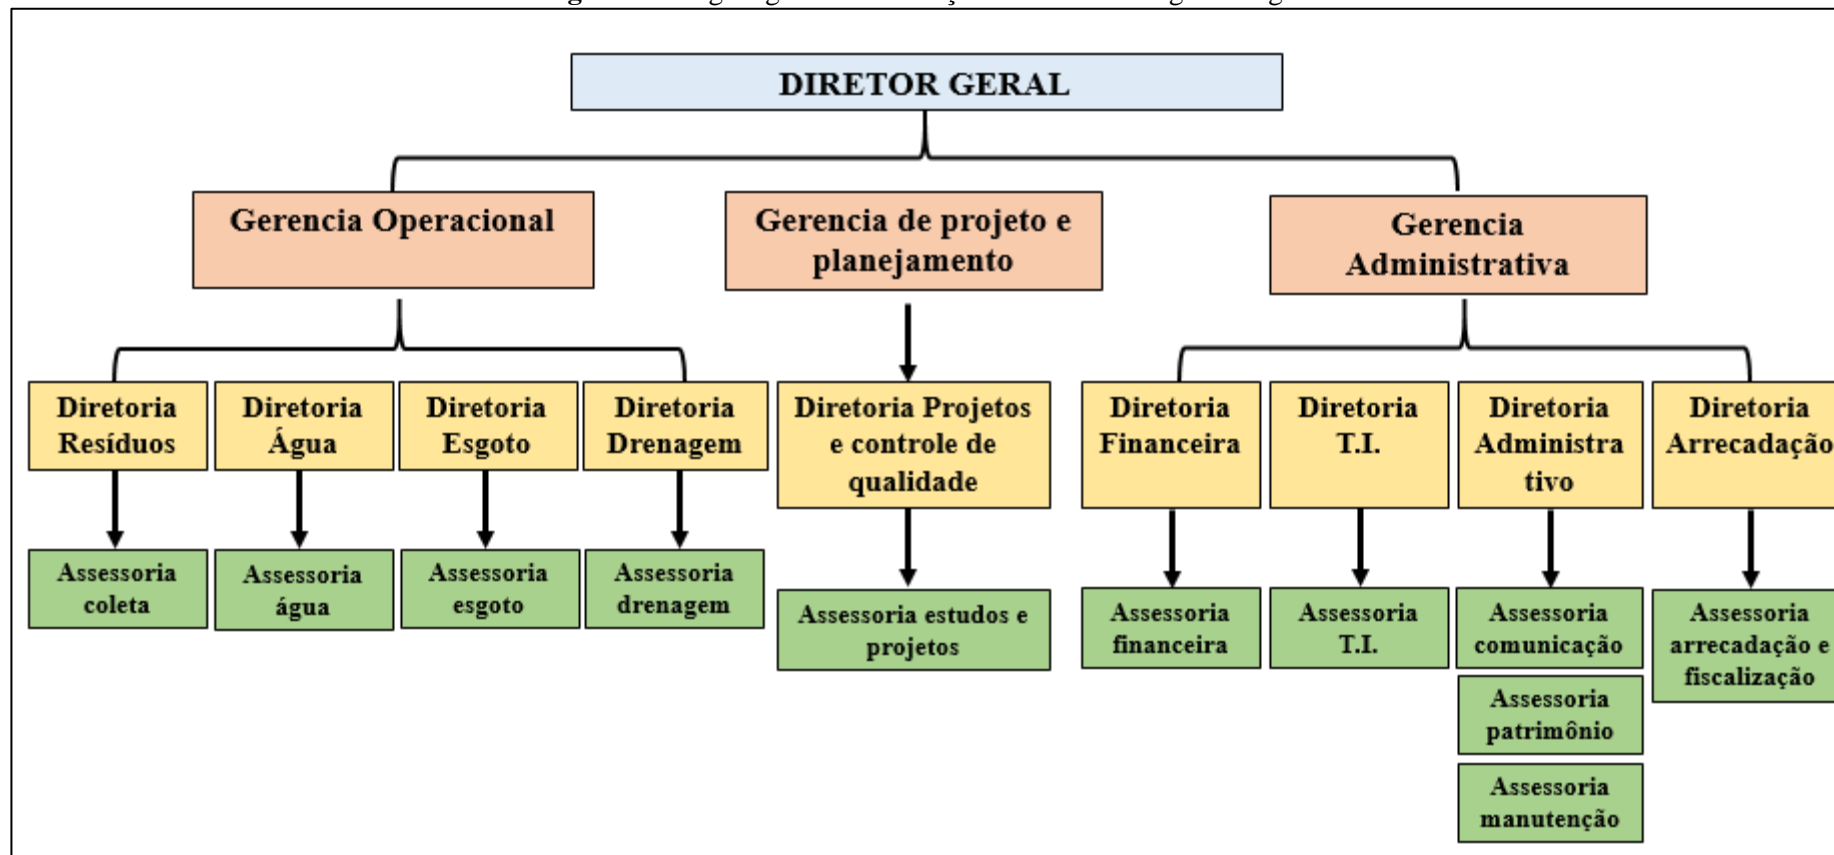 DIRETOR GERAL
Gerencia Operacional
Gerencia de projeto e
planejamento
Gerencia
Administrativa
Diretoria
Resíduos
Diretoria
Água
Diretoria
Esgoto
Diretoria
Drenagem
Diretoria Projetos
e controle de
qualidade
Diretoria
Financeira
Diretoria
T.I.
Diretoria
Administra
tivo
Diretoria
Arrecadação
Assessoria
coleta
Assessoria
água
Assessoria
esgoto
Assessoria
drenagem
Assessoria estudos e
projetos
Assessoria
financeira
Assessoria
T.I.
Assessoria
comunicação
Assessoria
patrimônio
Assessoria
manutenção
Assessoria
arrecadação e
fiscalização